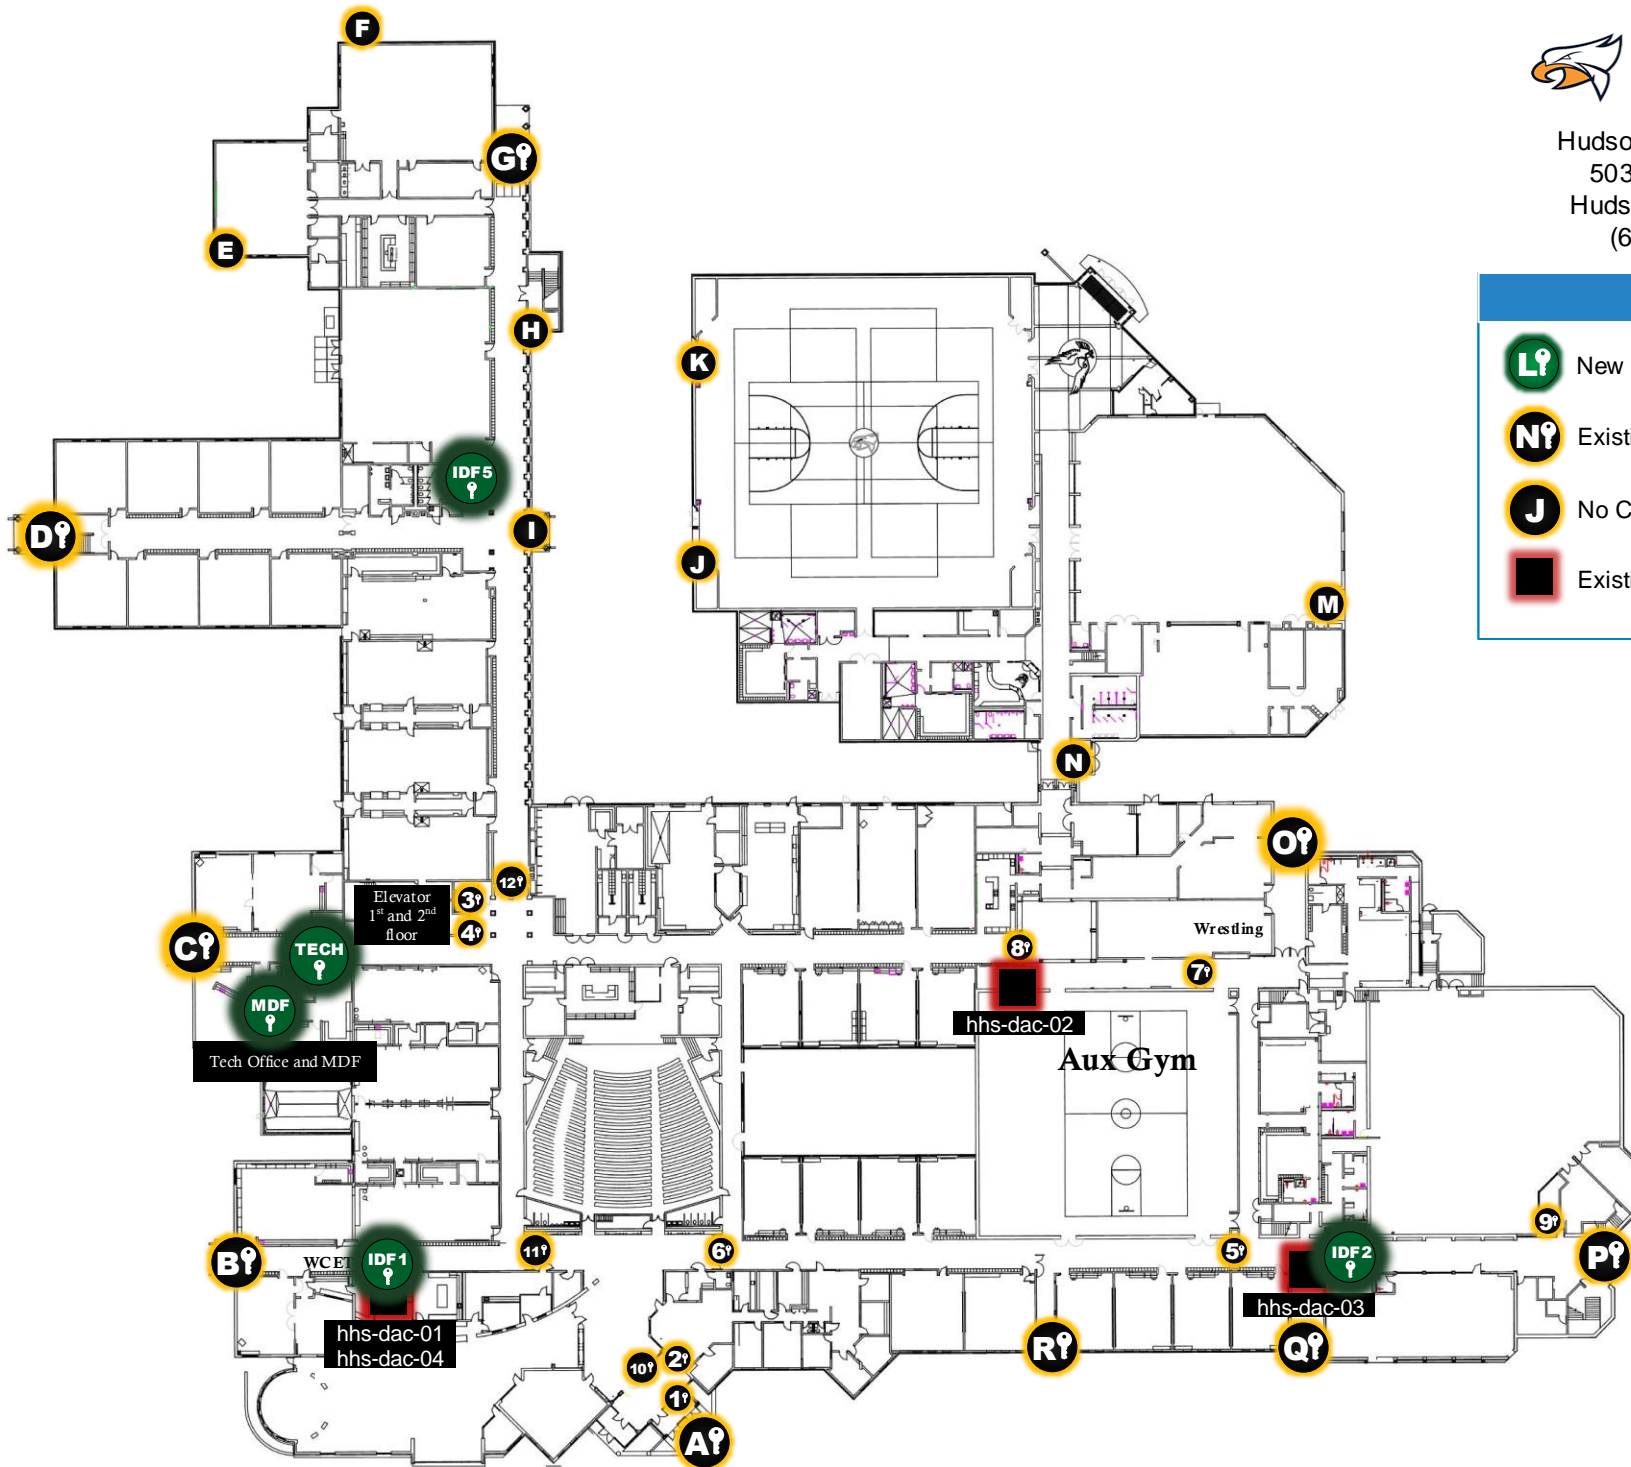 F
G
E
H
K
I
J
D
IDF5
M
N
O
12
3
4
Elevator
1st and 2nd
floor
C
TECH
MDF
Tech Office and MDF
Wrestling
8
7
hhs-dac-02
Aux Gym
B
WCET
IDF1
hhs-dac-01
hhs-dac-04
11
6
5
9
P
IDF2
hhs-dac-03
R
Q
10
2
1
A
Hudso
503
Huds
(6
L New
N Existi
J No C
Existi